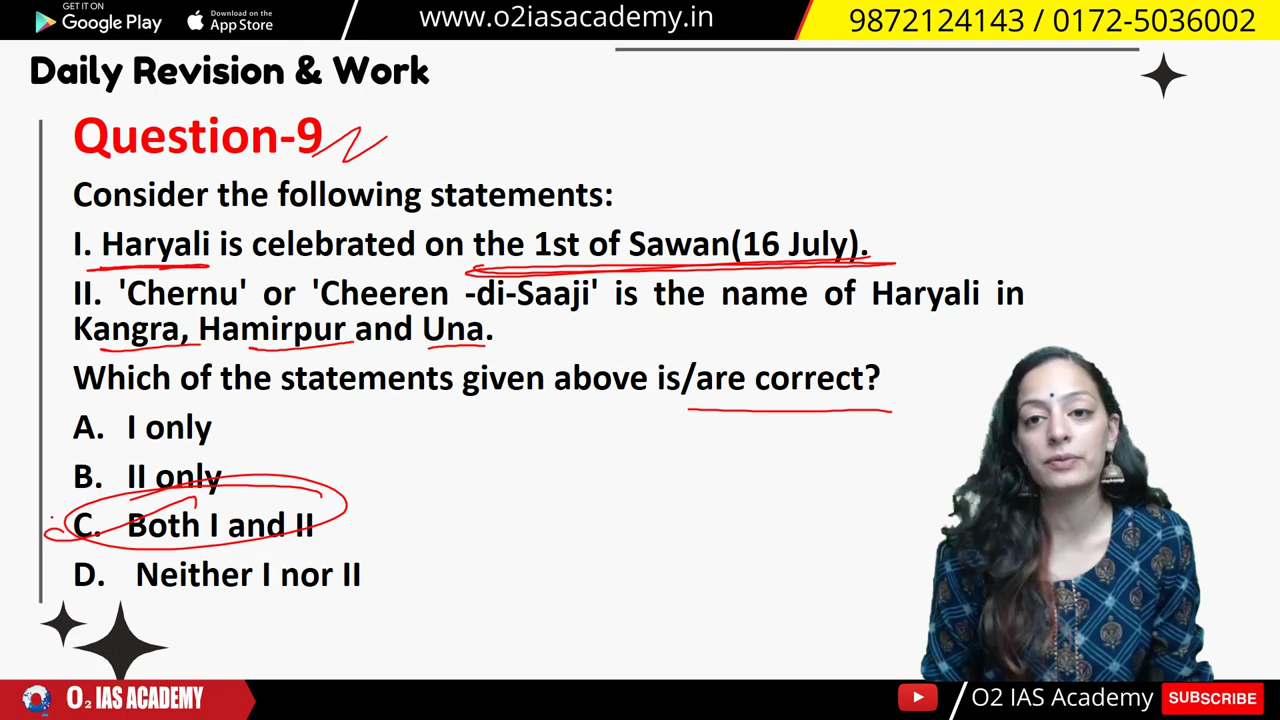 GET IT ON
Google Play
Download on the
App Store
www.o2iasacademy.in
9872124143 / 0172-5036002
Daily Revision & Work
Question-9
Consider the following statements:
I. Haryali is celebrated on the 1st of Sawan(16 July).
II. 'Chernu' or 'Cheeren -di-Saaji' is the name of Haryali in
Kangra, Hamirpur and Una.
Which of the statements given above is/are correct?
A. I only
B. II only
C. Both I and II
D. Neither I nor II
O2 IAS ACADEMY
O2 IAS Academy
SUBSCRIBE